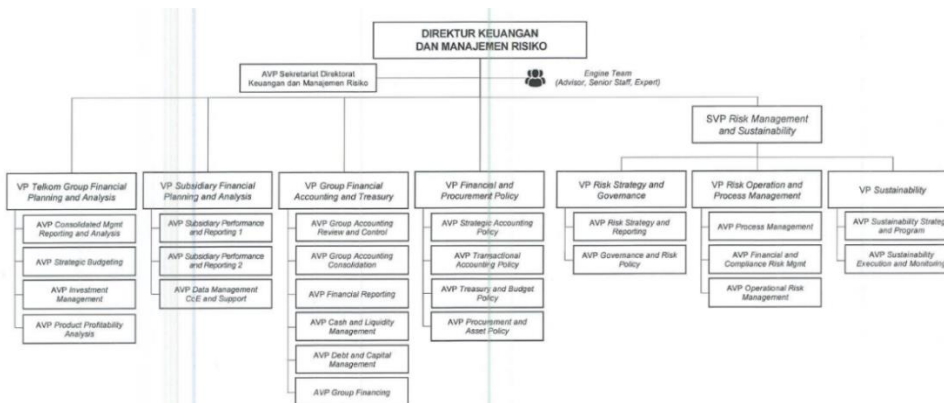 DIREKTUR KEUANGAN
DAN MANAJEMEN RISIKO
AVP Sekretariat Direktorat
Keuangan dan Manajemen Risiko
Engine Team
(Advisor, Senior Staff, Expert)
SVP Risk Management
and Sustainability
VP Telkom Group Financial
Planning and Analysis
AVP Consolidated Mgmt
Reporting and Analysis
AVP Strategic Budgeting
AVP Investment
Management
AVP Product Profitability
Analysis
VP Subsidiary Financial
Planning and Analysis
AVP Subsidiary Performance
and Reporting 1
AVP Subsidiary Performance
and Reporting 2
AVP Data Management
CoE and Support
VP Group Financial
Accounting and Treasury
AVP Group Accounting
Review and Control
AVP Group Accounting
Consolidation
AVP Financial Reporting
AVP Cash and Liquidity
Management
AVP Debt and Capital
Management
AVP Group Financing
VP Financial and
Procurement Policy
AVP Strategic Accounting
Policy
AVP Transactional
Accounting Policy
AVP Treasury and Budget
Policy
AVP Procurement and
Asset Policy
VP Risk Strategy and
Governance
AVP Risk Strategy and
Reporting
AVP Governance and Risk
Policy
VP Risk Operation and
Process Management
AVP Process Management
AVP Financial and
Compliance Risk Mgmt
AVP Operational Risk
Management
VP Sustainability
AVP Sustainability Strategy
and Program
AVP Sustainability
Execution and Monitoring